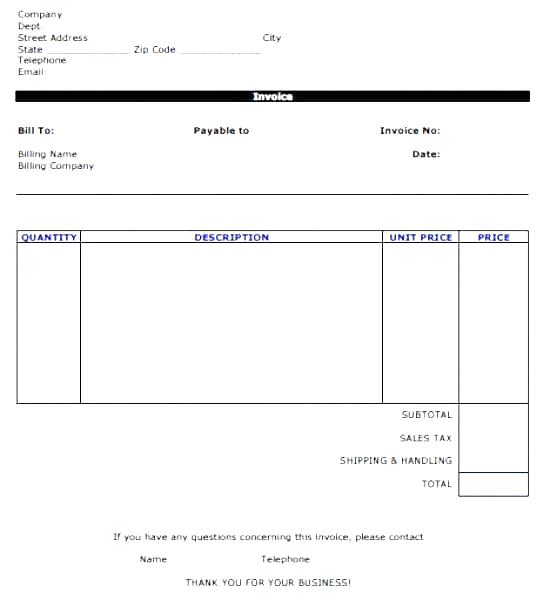 Company
Dept.
Street Address City
State ______________ Zip Code ______________
Telephone
Email:
Invoice
Bill To: Payable to Invoice No:
Billing Name Date:
Billing Company
QUANTITY DESCRIPTION UNIT PRICE PRICE
SUBTOTAL
SALES TAX
SHIPPING & HANDLING
TOTAL
If you have any questions concerning this invoice, please contact
Name Telephone
THANK YOU FOR YOUR BUSINESS!